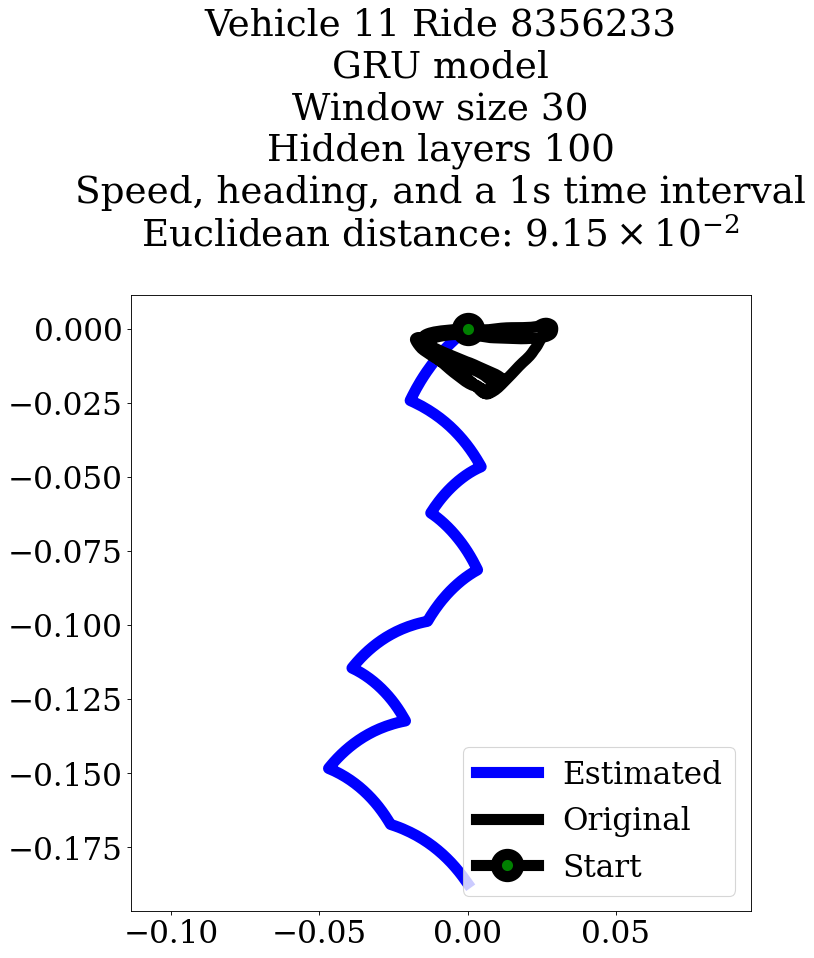 Vehicle 11 Ride 8356233
GRU model
Window size 30
Hidden layers 100
Speed, heading, and a 1s time interval
Euclidean distance: 9.15 × 10⁻²
0.000
−0.025
−0.050
−0.075
−0.100
−0.125
−0.150
−0.175
Estimated
Original
Start
−0.10 −0.05 0.00 0.05